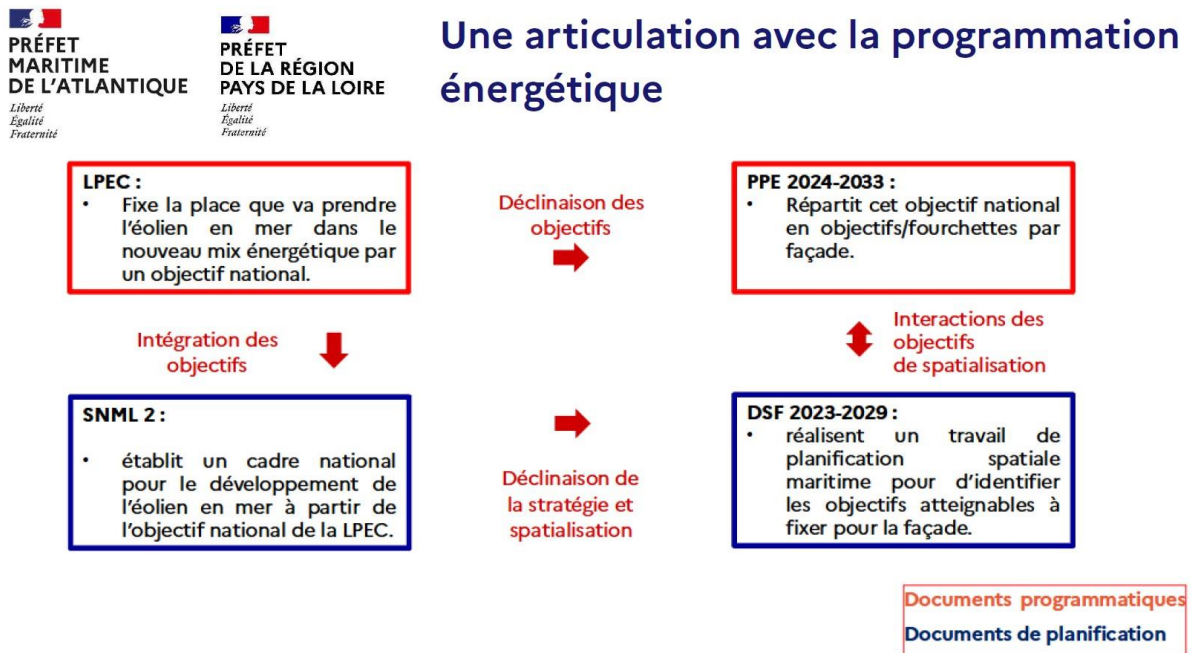 PRÉFET
MARITIME
DE L'ATLANTIQUE
Liberté
Égalité
Fraternité
PRÉFET
DE LA RÉGION
PAYS DE LA LOIRE
Liberté
Égalité
Fraternité
Une articulation avec la programmation
énergétique
LPEC :
• Fixe la place que va prendre
l'éolien en mer dans le
nouveau mix énergétique par
un objectif national.
Déclinaison des
objectifs
PPE 2024-2033 :
• Répartit cet objectif national
en objectifs/fourchettes par
façade.
Intégration des
objectifs
Interactions des
objectifs
de spatialisation
SNML 2 :
• établit un cadre national
pour le développement de
l'éolien en mer à partir de
l'objectif national de la LPEC.
Déclinaison de
la stratégie et
spatialisation
DSF 2023-2029 :
• réalisent un travail de
planification spatiale
maritime pour d'identifier
les objectifs atteignables à
fixer pour la façade.
Documents programmatiques
Documents de planification